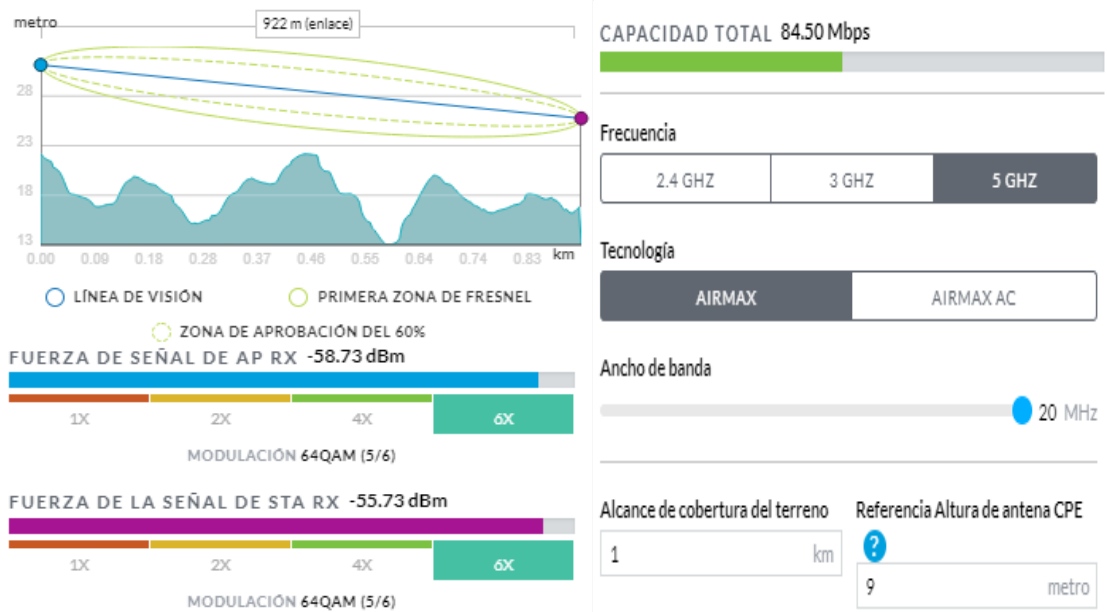 metro
922 m (enlace)
28
23
18
13
0.00 0.09 0.18 0.28 0.37 0.46 0.55 0.64 0.74 0.83 km
LÍNEA DE VISIÓN
PRIMERA ZONA DE FRESNEL
ZONA DE APROBACIÓN DEL 60%
FUERZA DE SEÑAL DE AP RX -58.73 dBm
1X 2X 4X 6X
MODULACIÓN 64QAM (5/6)
FUERZA DE LA SEÑAL DE STA RX -55.73 dBm
1X 2X 4X 6X
MODULACIÓN 64QAM (5/6)
CAPACIDAD TOTAL 84.50 Mbps
Frecuencia
2.4 GHZ 3 GHZ 5 GHZ
Tecnología
AIRMAX AIRMAX AC
Ancho de banda
20 MHz
Alcance de cobertura del terreno
1 km
Referencia Altura de antena CPE
?
9 metro